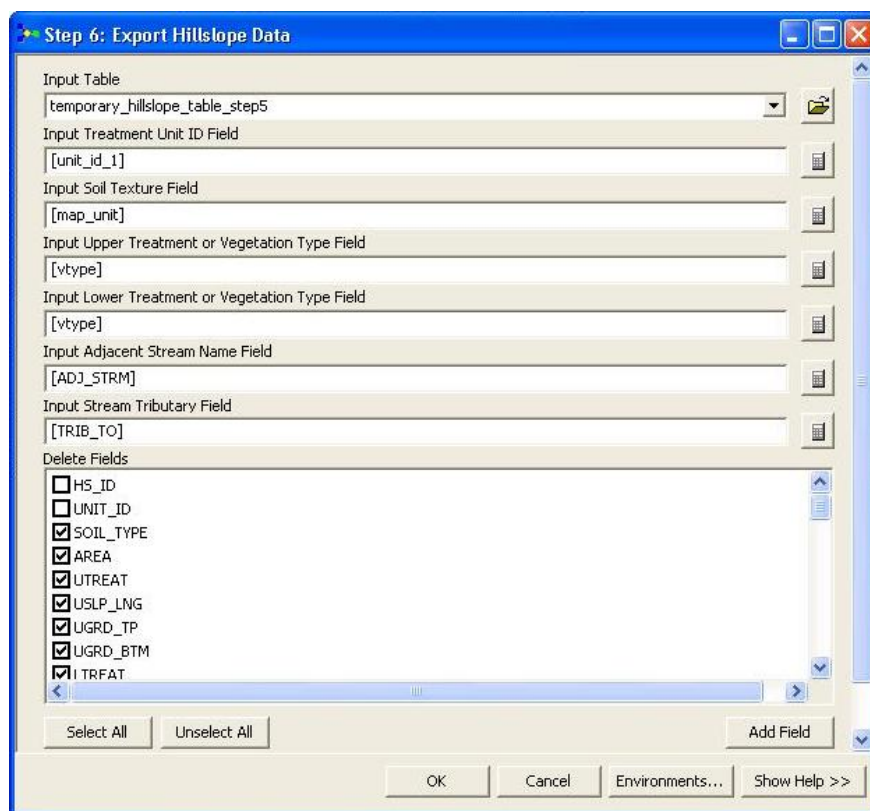 Step 6: Export Hillslope Data
Input Table
temporary_hillslope_table_step5
Input Treatment Unit ID Field
[unit_id_1]
Input Soil Texture Field
[map_unit]
Input Upper Treatment or Vegetation Type Field
[vtype]
Input Lower Treatment or Vegetation Type Field
[vtype]
Input Adjacent Stream Name Field
[ADJ_STRM]
Input Stream Tributary Field
[TRIB_TO]
Delete Fields
HS_ID
UNIT_ID
SOIL_TYPE
AREA
UTREAT
USLP_LNG
UGRD_TP
UGRD_BTM
LTREAT
Select All Unselect All Add Field
OK Cancel Environments... Show Help >>